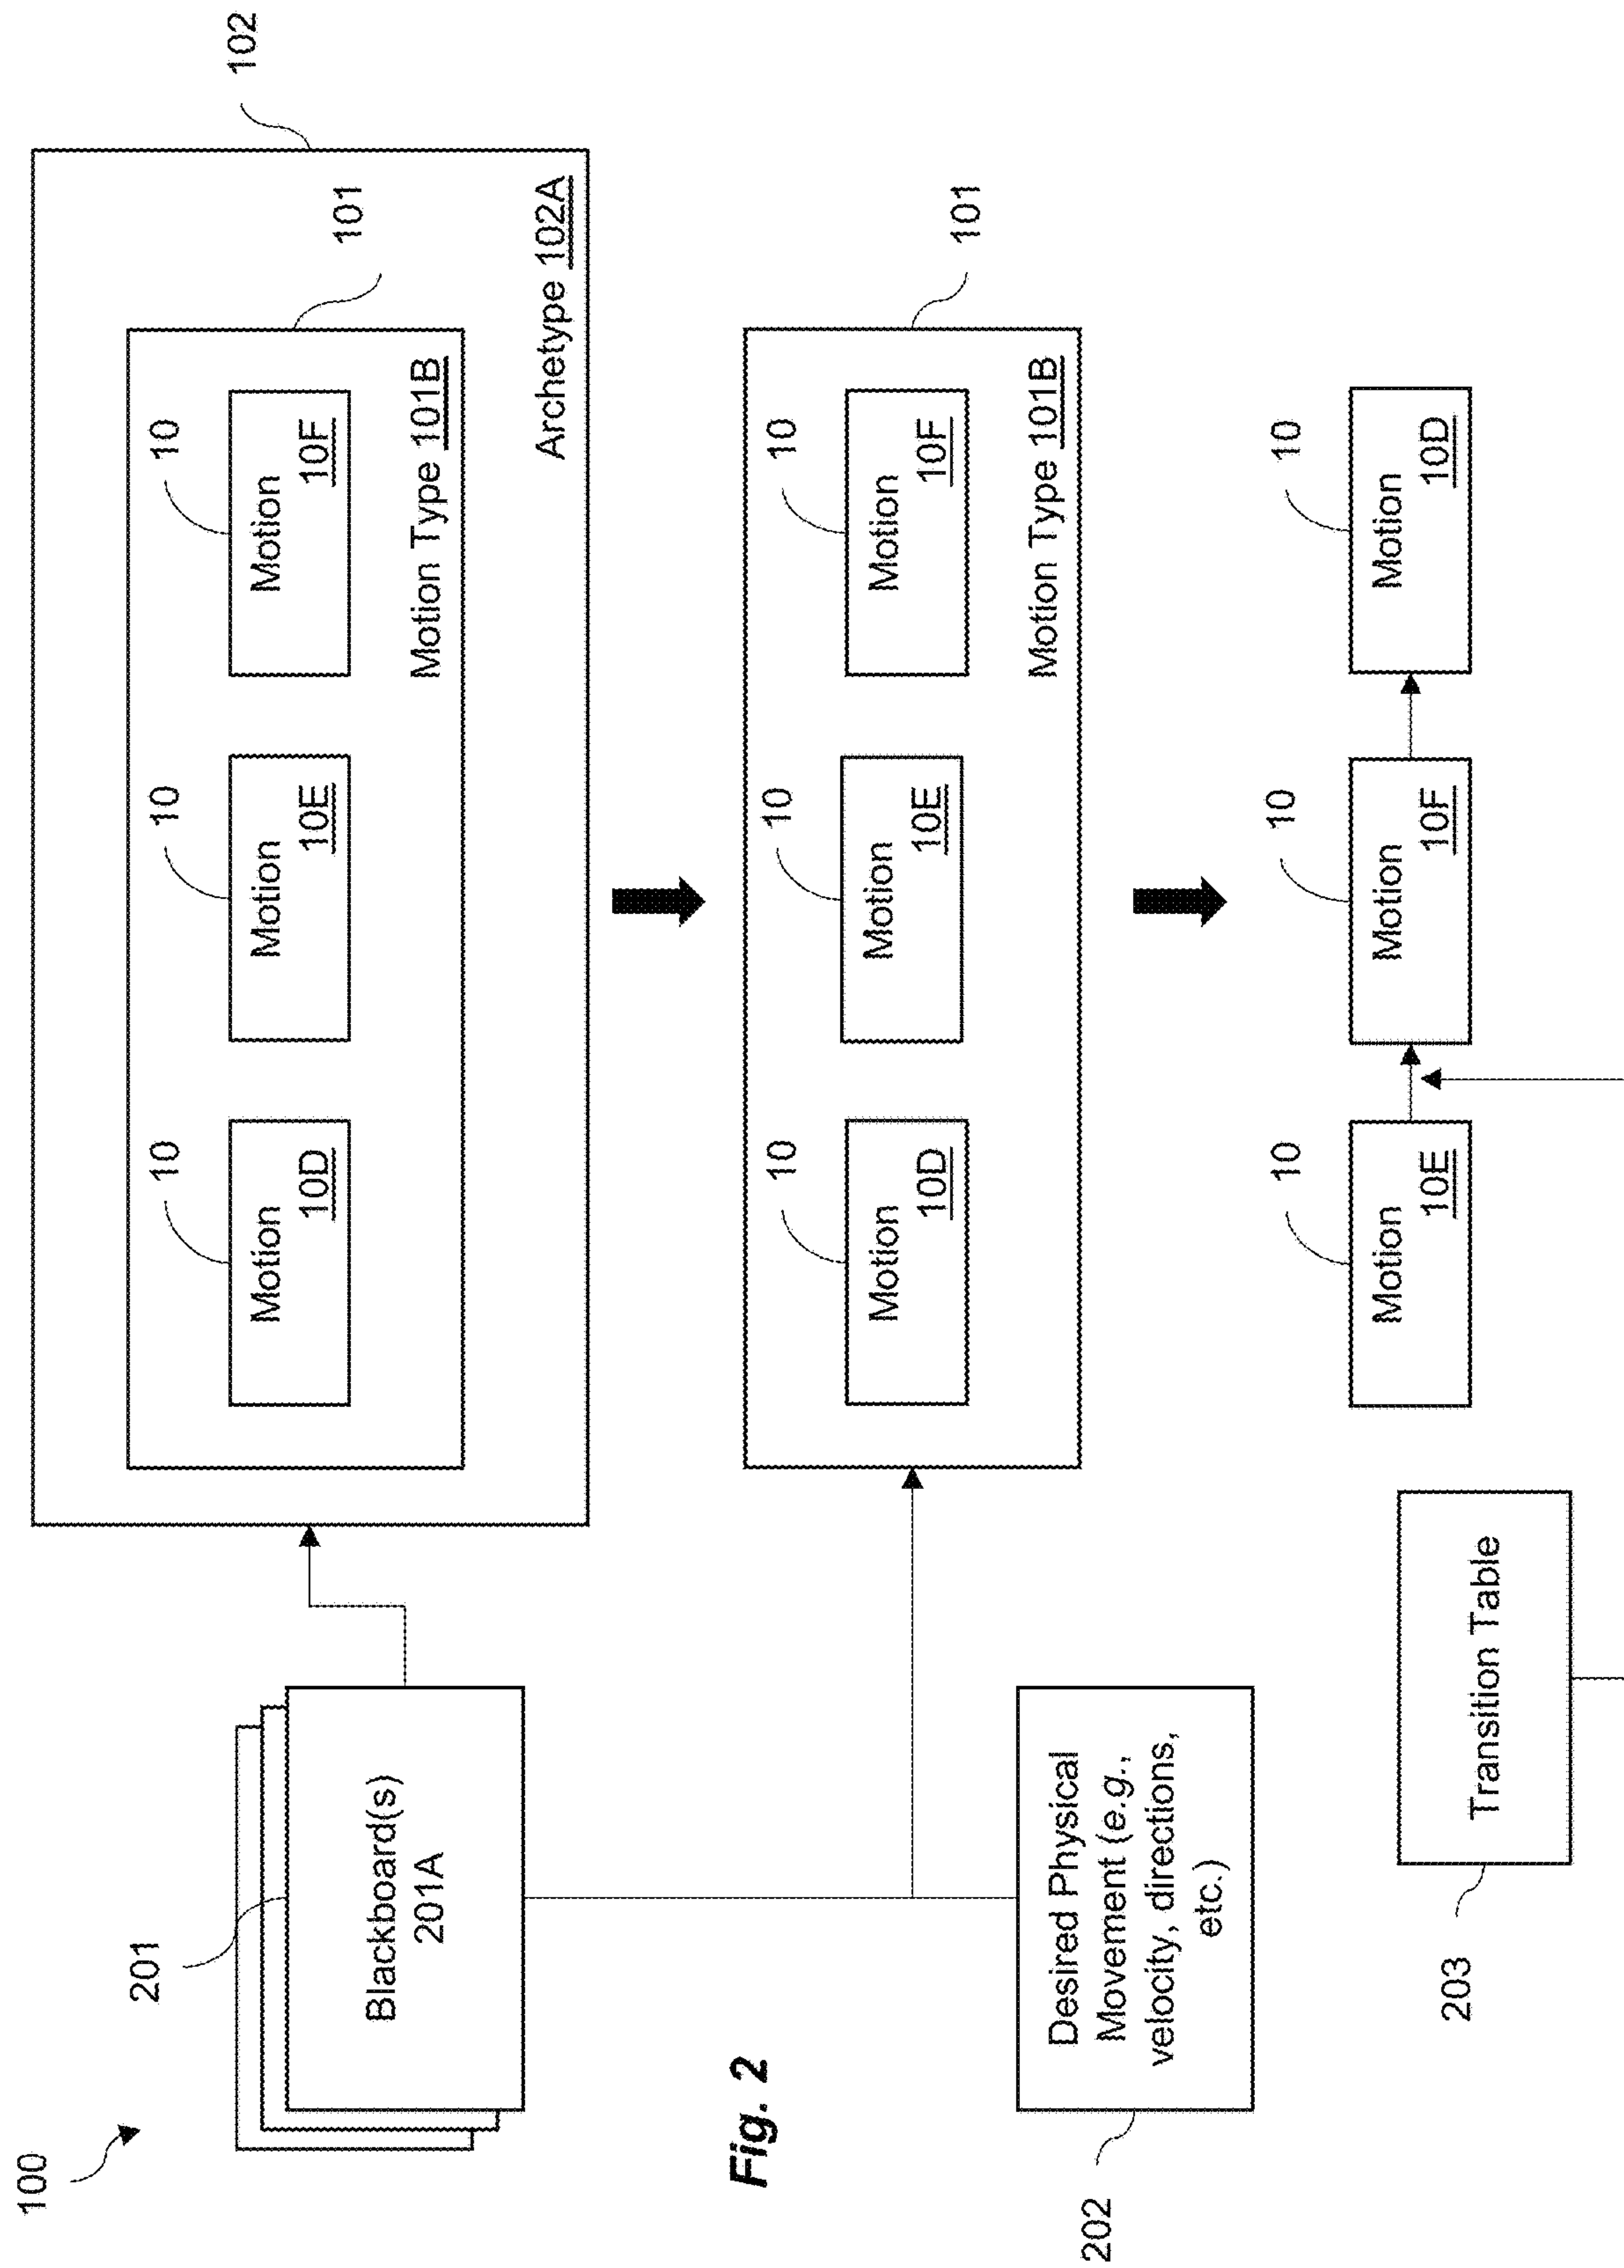 100
201
Blackboard(s)
201A
102
101
10
Motion
10D
10
Motion
10E
10
Motion
10F
Motion Type 101B
Archetype 102A
Fig. 2
202
Desired Physical
Movement (e.g.,
velocity, directions,
etc.)
101
10
Motion
10D
10
Motion
10E
10
Motion
10F
Motion Type 101B
203
Transition Table
10
Motion
10E
10
Motion
10F
10
Motion
10D